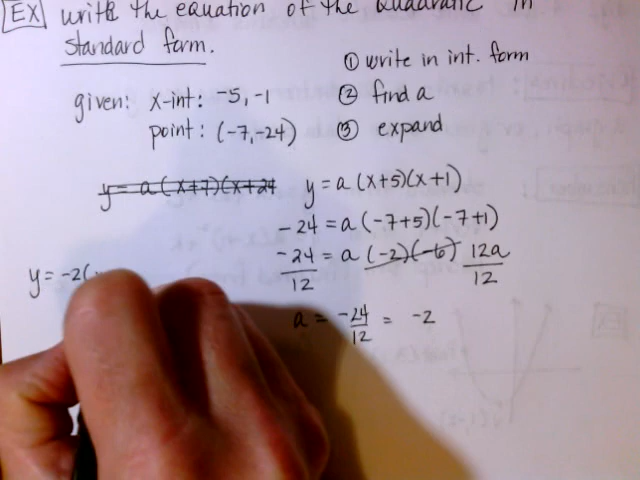 EX write the equation of the quadratic in
standard form.
① write in int. form
given: x-int: -5, -1 ② find a
point: (-7,-24) ③ expand
y = a (x+7)(x+24 y = a (x+5)(x+1)
-24 = a (-7+5)(-7+1)
-24/12 = a (-2)(-6) 12a/12
y = -2(
a = -24/12 = -2